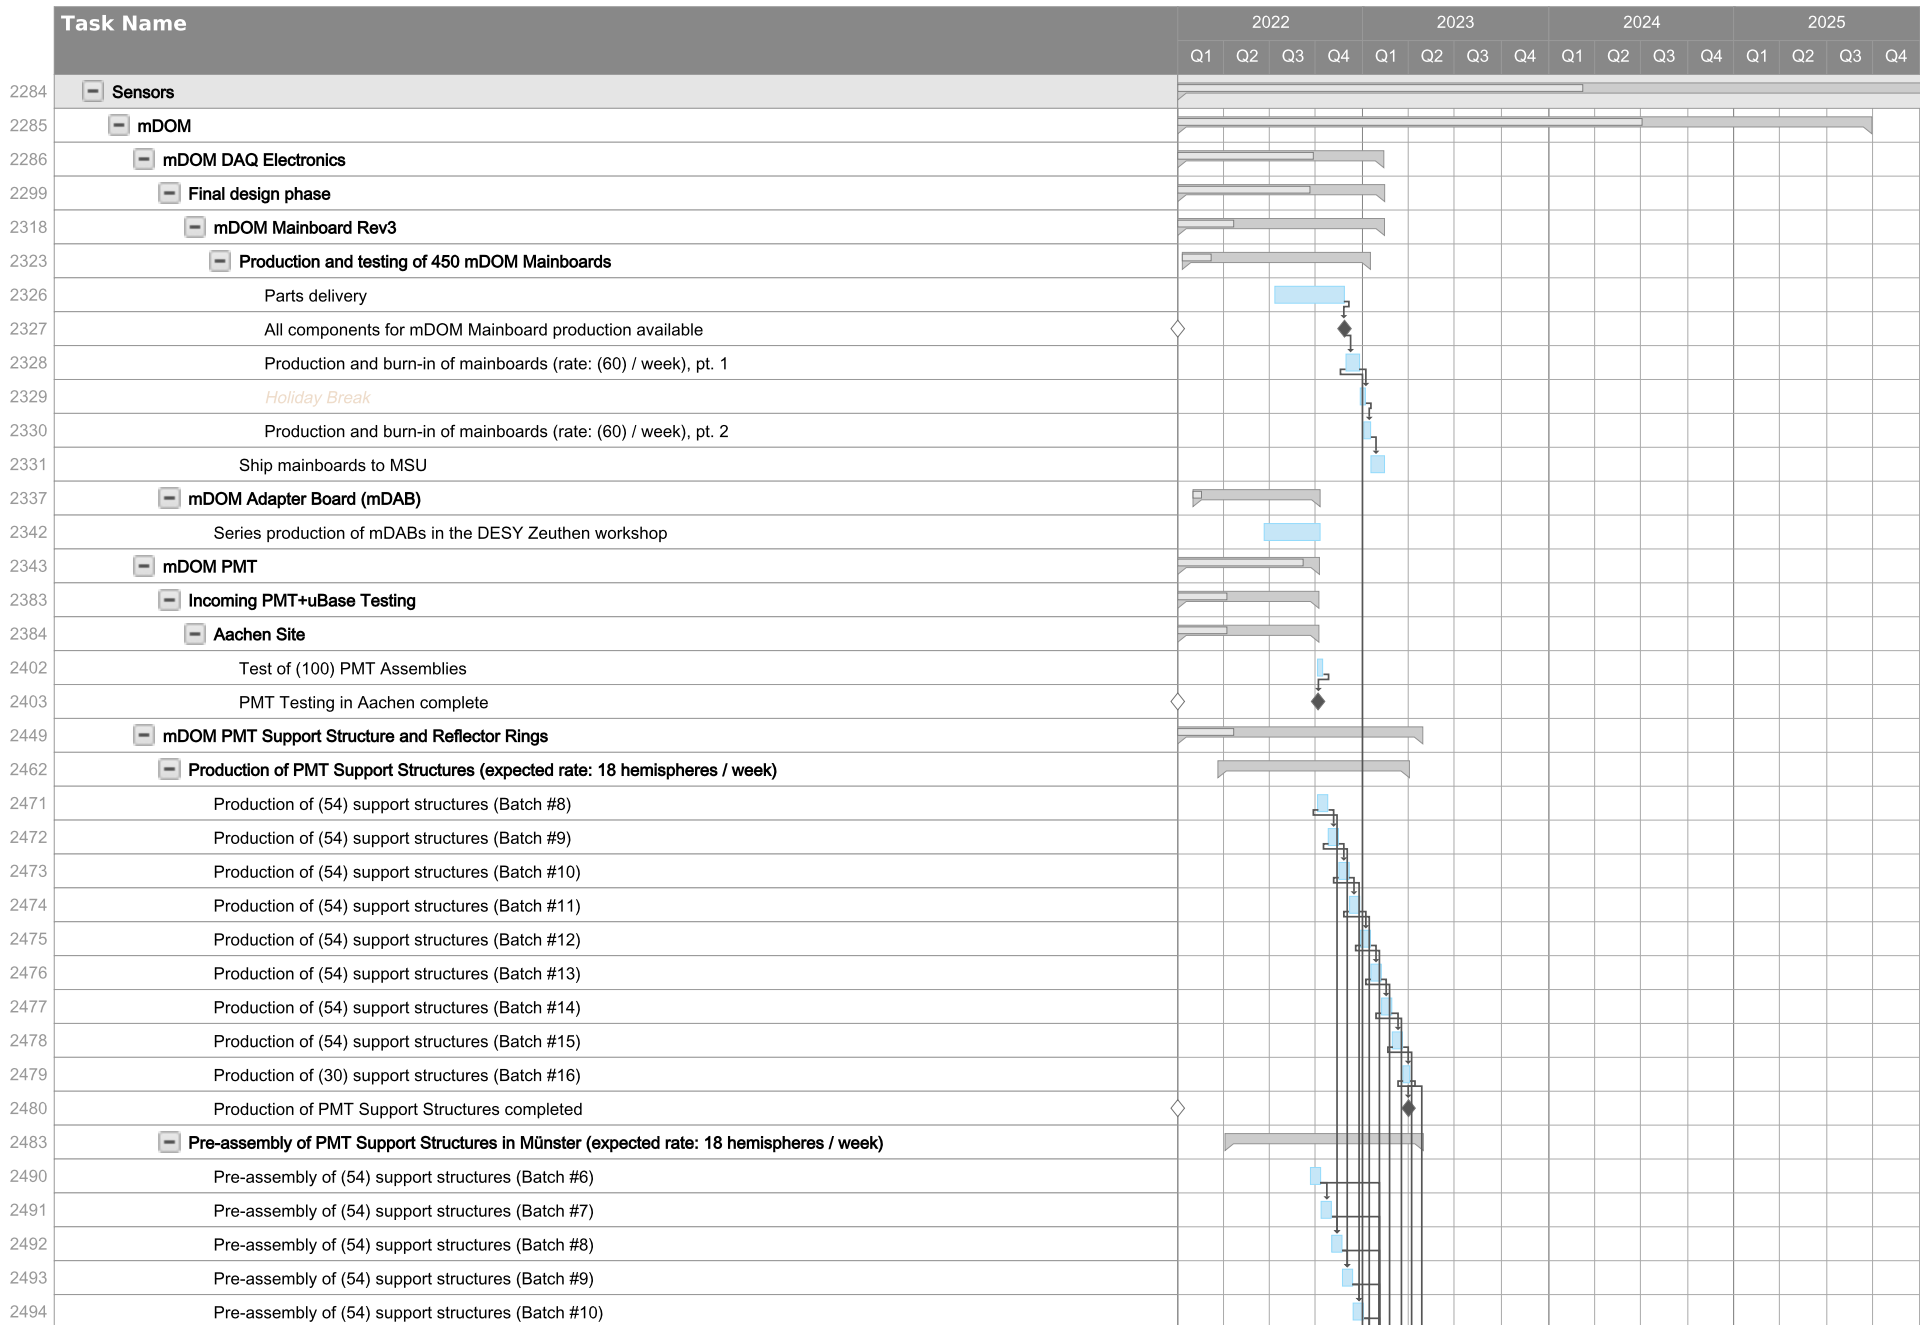 Task Name
2022 2023 2024 2025
Q1 Q2 Q3 Q4 Q1 Q2 Q3 Q4 Q1 Q2 Q3 Q4 Q1 Q2 Q3 Q4
2284 Sensors
2285 mDOM
2286 mDOM DAQ Electronics
2299 Final design phase
2318 mDOM Mainboard Rev3
2323 Production and testing of 450 mDOM Mainboards
2326 Parts delivery
2327 All components for mDOM Mainboard production available
2328 Production and burn-in of mainboards (rate: (60) / week), pt. 1
2329 Holiday Break
2330 Production and burn-in of mainboards (rate: (60) / week), pt. 2
2331 Ship mainboards to MSU
2337 mDOM Adapter Board (mDAB)
2342 Series production of mDABs in the DESY Zeuthen workshop
2343 mDOM PMT
2383 Incoming PMT+uBase Testing
2384 Aachen Site
2402 Test of (100) PMT Assemblies
2403 PMT Testing in Aachen complete
2449 mDOM PMT Support Structure and Reflector Rings
2462 Production of PMT Support Structures (expected rate: 18 hemispheres / week)
2471 Production of (54) support structures (Batch #8)
2472 Production of (54) support structures (Batch #9)
2473 Production of (54) support structures (Batch #10)
2474 Production of (54) support structures (Batch #11)
2475 Production of (54) support structures (Batch #12)
2476 Production of (54) support structures (Batch #13)
2477 Production of (54) support structures (Batch #14)
2478 Production of (54) support structures (Batch #15)
2479 Production of (30) support structures (Batch #16)
2480 Production of PMT Support Structures completed
2483 Pre-assembly of PMT Support Structures in Münster (expected rate: 18 hemispheres / week)
2490 Pre-assembly of (54) support structures (Batch #6)
2491 Pre-assembly of (54) support structures (Batch #7)
2492 Pre-assembly of (54) support structures (Batch #8)
2493 Pre-assembly of (54) support structures (Batch #9)
2494 Pre-assembly of (54) support structures (Batch #10)